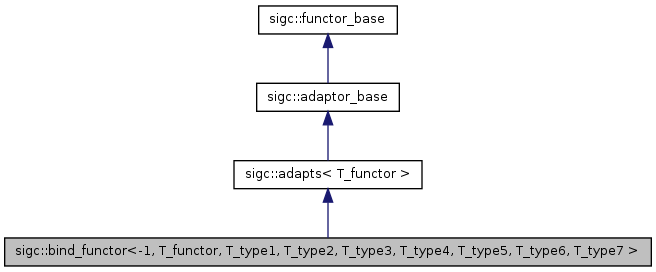 sigc::functor_base
sigc::adaptor_base
sigc::adapts< T_functor >
sigc::bind_functor<-1, T_functor, T_type1, T_type2, T_type3, T_type4, T_type5, T_type6, T_type7 >